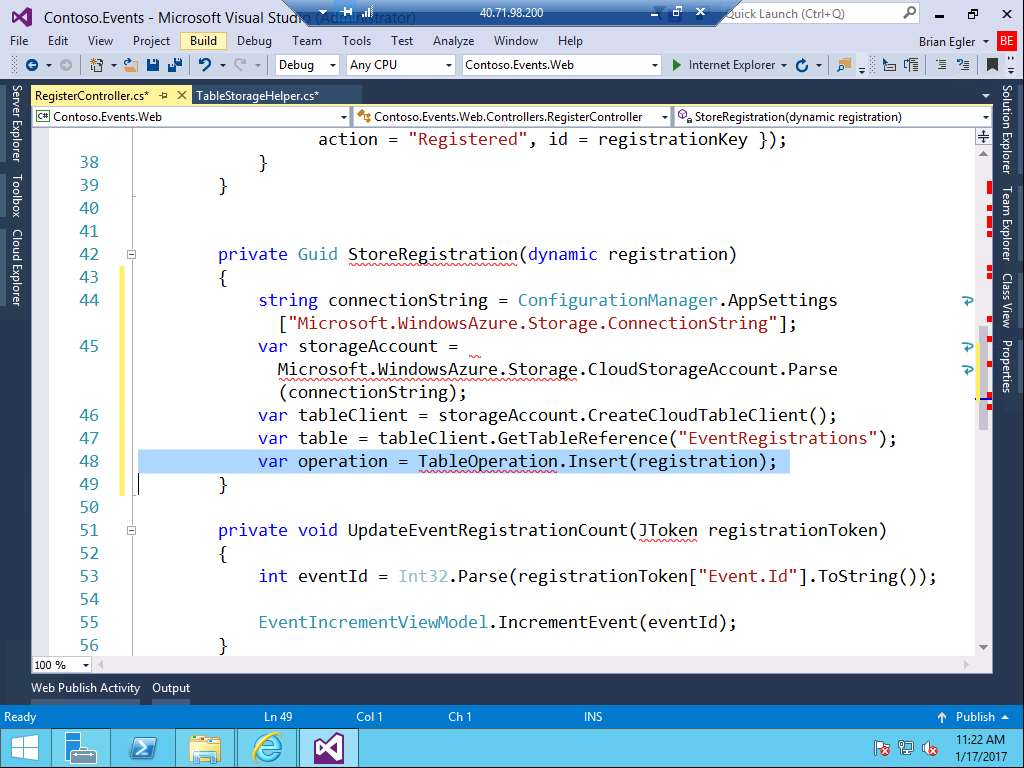 Contoso.Events - Microsoft Visual Studio (Administrator)
40.71.98.200
Quick Launch (Ctrl+Q)
File Edit View Project Build Debug Team Tools Test Analyze Window Help
Brian Egler BE
Debug Any CPU Contoso.Events.Web Internet Explorer
RegisterController.cs* TableStorageHelper.cs*
C# Contoso.Events.Web Contoso.Events.Web.Controllers.RegisterController StoreRegistration(dynamic registration)
Server Explorer
Toolbox
Cloud Explorer
action = "Registered", id = registrationKey });
38 }
39 }
40
41
42 private Guid StoreRegistration(dynamic registration)
43 {
44 string connectionString = ConfigurationManager.AppSettings
["Microsoft.WindowsAzure.Storage.ConnectionString"];
45 var storageAccount =
Microsoft.WindowsAzure.Storage.CloudStorageAccount.Parse
(connectionString);
46 var tableClient = storageAccount.CreateCloudTableClient();
47 var table = tableClient.GetTableReference("EventRegistrations");
48 var operation = TableOperation.Insert(registration);
49 }
50
51 private void UpdateEventRegistrationCount(JToken registrationToken)
52 {
53 int eventId = Int32.Parse(registrationToken["Event.Id"].ToString());
54
55 EventIncrementViewModel.IncrementEvent(eventId);
56 }
Solution Explorer
Team Explorer
Class View
Properties
100 %
Web Publish Activity Output
Ready Ln 49 Col 1 Ch 1 INS Publish
11:22 AM
1/17/2017